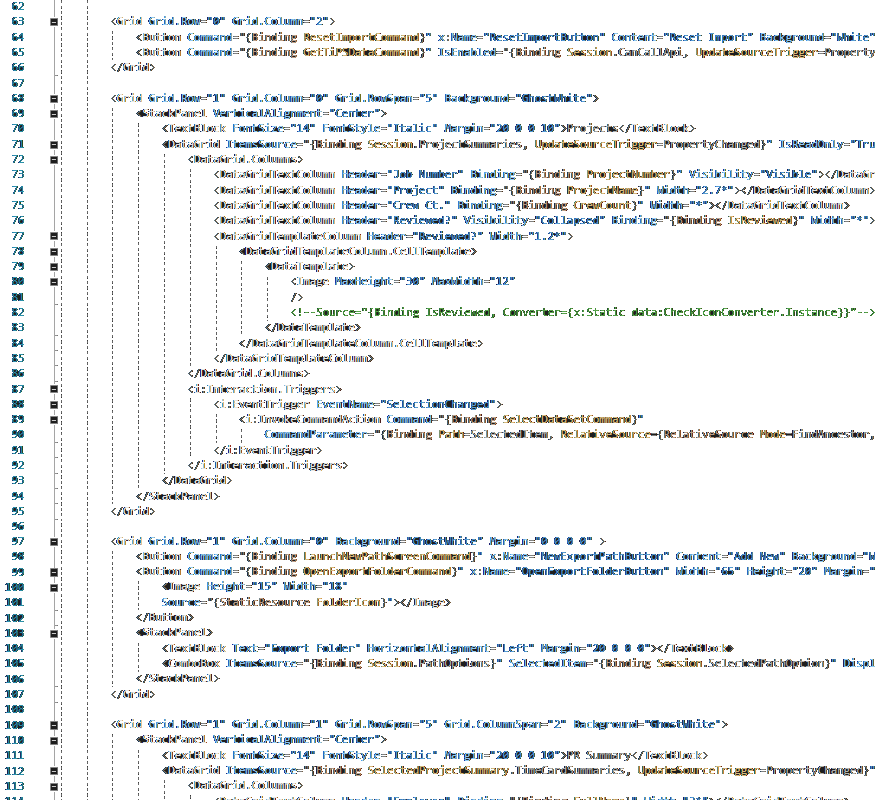 62
63 <Grid Grid.Row="0" Grid.Column="2">
64 <Button Command="{Binding ResetImportCommand}" x:Name="ResetImportButton" Content="Reset Import" Background="White"
65 <Button Command="{Binding GetTiPMDataCommand}" IsEnabled="{Binding Session.CanCallApi, UpdateSourceTrigger=Property
66 </Grid>
67
68 <Grid Grid.Row="1" Grid.Column="0" Grid.RowSpan="5" Background="GhostWhite">
69 <StackPanel VerticalAlignment="Center">
70 <TextBlock FontSize="14" FontStyle="Italic" Margin="20 0 0 10">Projects</TextBlock>
71 <DataGrid ItemsSource="{Binding Session.ProjectSummaries, UpdateSourceTrigger=PropertyChanged}" IsReadOnly="Tru
72 <DataGrid.Columns>
73 <DataGridTextColumn Header="Job Number" Binding="{Binding ProjectNumber}" Visibility="Visible"></DataGr
74 <DataGridTextColumn Header="Project" Binding="{Binding ProjectName}" Width="2.7*"></DataGridTextColumn>
75 <DataGridTextColumn Header="Crew Ct." Binding="{Binding CrewCount}" Width="*"></DataGridTextColumn>
76 <DataGridTextColumn Header="Reviewed?" Visibility="Collapsed" Binding="{Binding IsReviewed}" Width="*">
77 <DataGridTemplateColumn Header="Reviewed?" Width="1.2*">
78 <DataGridTemplateColumn.CellTemplate>
79 <DataTemplate>
80 <Image MaxHeight="30" MaxWidth="12"
81 />
82 <!--Source="{Binding IsReviewed, Converter={x:Static data:CheckIconConverter.Instance}}"-->
83 </DataTemplate>
84 </DataGridTemplateColumn.CellTemplate>
85 </DataGridTemplateColumn>
86 </DataGrid.Columns>
87 <i:Interaction.Triggers>
88 <i:EventTrigger EventName="SelectionChanged">
89 <i:InvokeCommandAction Command="{Binding SelectDataSetCommand}"
90 CommandParameter="{Binding Path=SelectedItem, RelativeSource={RelativeSource Mode=FindAncestor,
91 </i:EventTrigger>
92 </i:Interaction.Triggers>
93 </DataGrid>
94 </StackPanel>
95 </Grid>
96
97 <Grid Grid.Row="1" Grid.Column="0" Background="GhostWhite" Margin="0 0 0 0" >
98 <Button Command="{Binding LaunchNewPathScreenCommand}" x:Name="NewExportPathButton" Content="Add New" Background="W
99 <Button Command="{Binding OpenExportFolderCommand}" x:Name="OpenExportFolderButton" Width="66" Height="20" Margin="
100 <Image Height="15" Width="18"
101 Source="{StaticResource FolderIcon}"></Image>
102 </Button>
103 <StackPanel>
104 <TextBlock Text="Export Folder" HorizontalAlignment="Left" Margin="20 0 0 0"></TextBlock>
105 <ComboBox ItemsSource="{Binding Session.PathOptions}" SelectedItem="{Binding Session.SelectedPathOption}" Displ
106 </StackPanel>
107 </Grid>
108
109 <Grid Grid.Row="1" Grid.Column="1" Grid.RowSpan="5" Grid.ColumnSpan="2" Background="GhostWhite">
110 <StackPanel VerticalAlignment="Center">
111 <TextBlock FontSize="14" FontStyle="Italic" Margin="20 0 0 10">PR Summary</TextBlock>
112 <DataGrid ItemsSource="{Binding SelectedProjectSummary.TimeCardSummaries, UpdateSourceTrigger=PropertyChanged}"
113 <DataGrid.Columns>